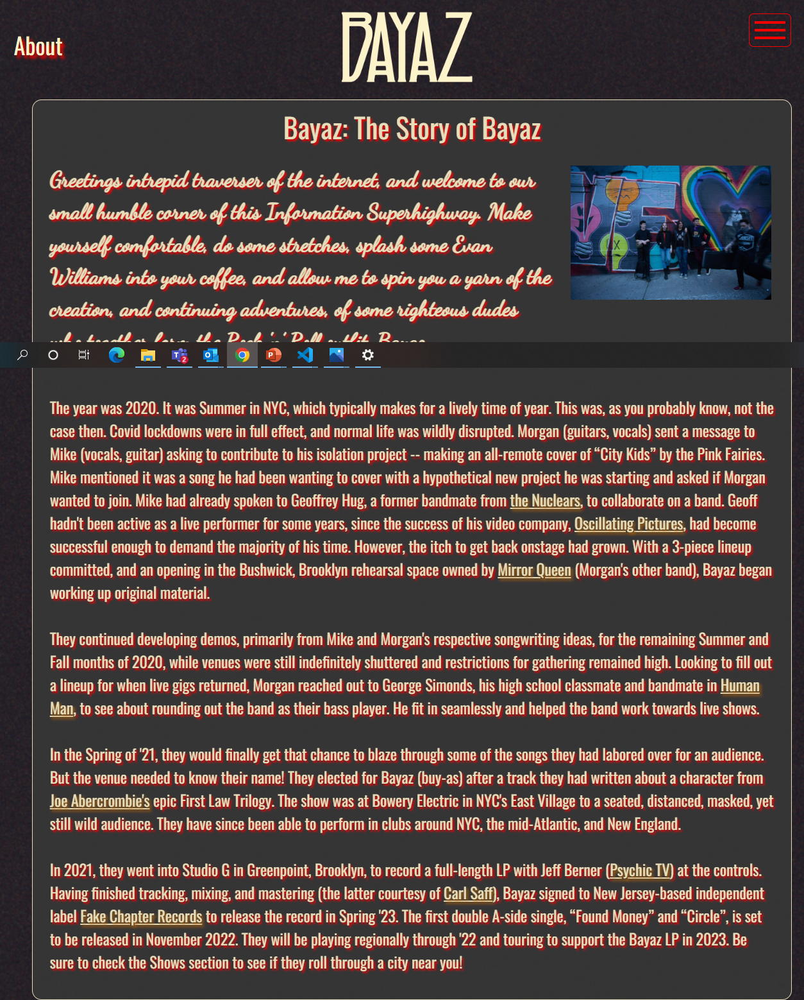 BAYAZ
About
Bayaz: The Story of Bayaz
Greetings intrepid traverser of the internet, and welcome to our
small humble corner of this Information Superhighway. Make
yourself comfortable, do some stretches, splash some Evan
Williams into your coffee, and allow me to spin you a yarn of the
creation, and continuing adventures, of some righteous dudes
who together form the Rock 'n' Roll outfit, Bayaz.
The year was 2020. It was Summer in NYC, which typically makes for a lively time of year. This was, as you probably know, not the
case then. Covid lockdowns were in full effect, and normal life was wildly disrupted. Morgan (guitars, vocals) sent a message to
Mike (vocals, guitar) asking to contribute to his isolation project -- making an all-remote cover of “City Kids” by the Pink Fairies.
Mike mentioned it was a song he had been wanting to cover with a hypothetical new project he was starting and asked if Morgan
wanted to join. Mike had already spoken to Geoffrey Hug, a former bandmate from the Nuclears, to collaborate on a band. Geoff
hadn't been active as a live performer for some years, since the success of his video company, Oscillating Pictures, had become
successful enough to demand the majority of his time. However, the itch to get back onstage had grown. With a 3-piece lineup
committed, and an opening in the Bushwick, Brooklyn rehearsal space owned by Mirror Queen (Morgan's other band), Bayaz began
working up original material.
They continued developing demos, primarily from Mike and Morgan's respective songwriting ideas, for the remaining Summer and
Fall months of 2020, while venues were still indefinitely shuttered and restrictions for gathering remained high. Looking to fill out
a lineup for when live gigs returned, Morgan reached out to George Simonds, his high school classmate and bandmate in Human
Man, to see about rounding out the band as their bass player. He fit in seamlessly and helped the band work towards live shows.
In the Spring of '21, they would finally get that chance to blaze through some of the songs they had labored over for an audience.
But the venue needed to know their name! They elected for Bayaz (buy-as) after a track they had written about a character from
Joe Abercrombie's epic First Law Trilogy. The show was at Bowery Electric in NYC's East Village to a seated, distanced, masked, yet
still wild audience. They have since been able to perform in clubs around NYC, the mid-Atlantic, and New England.
In 2021, they went into Studio G in Greenpoint, Brooklyn, to record a full-length LP with Jeff Berner (Psychic TV) at the controls.
Having finished tracking, mixing, and mastering (the latter courtesy of Carl Saff), Bayaz signed to New Jersey-based independent
label Fake Chapter Records to release the record in Spring '23. The first double A-side single, “Found Money” and “Circle”, is set
to be released in November 2022. They will be playing regionally through '22 and touring to support the Bayaz LP in 2023. Be
sure to check the Shows section to see if they roll through a city near you!